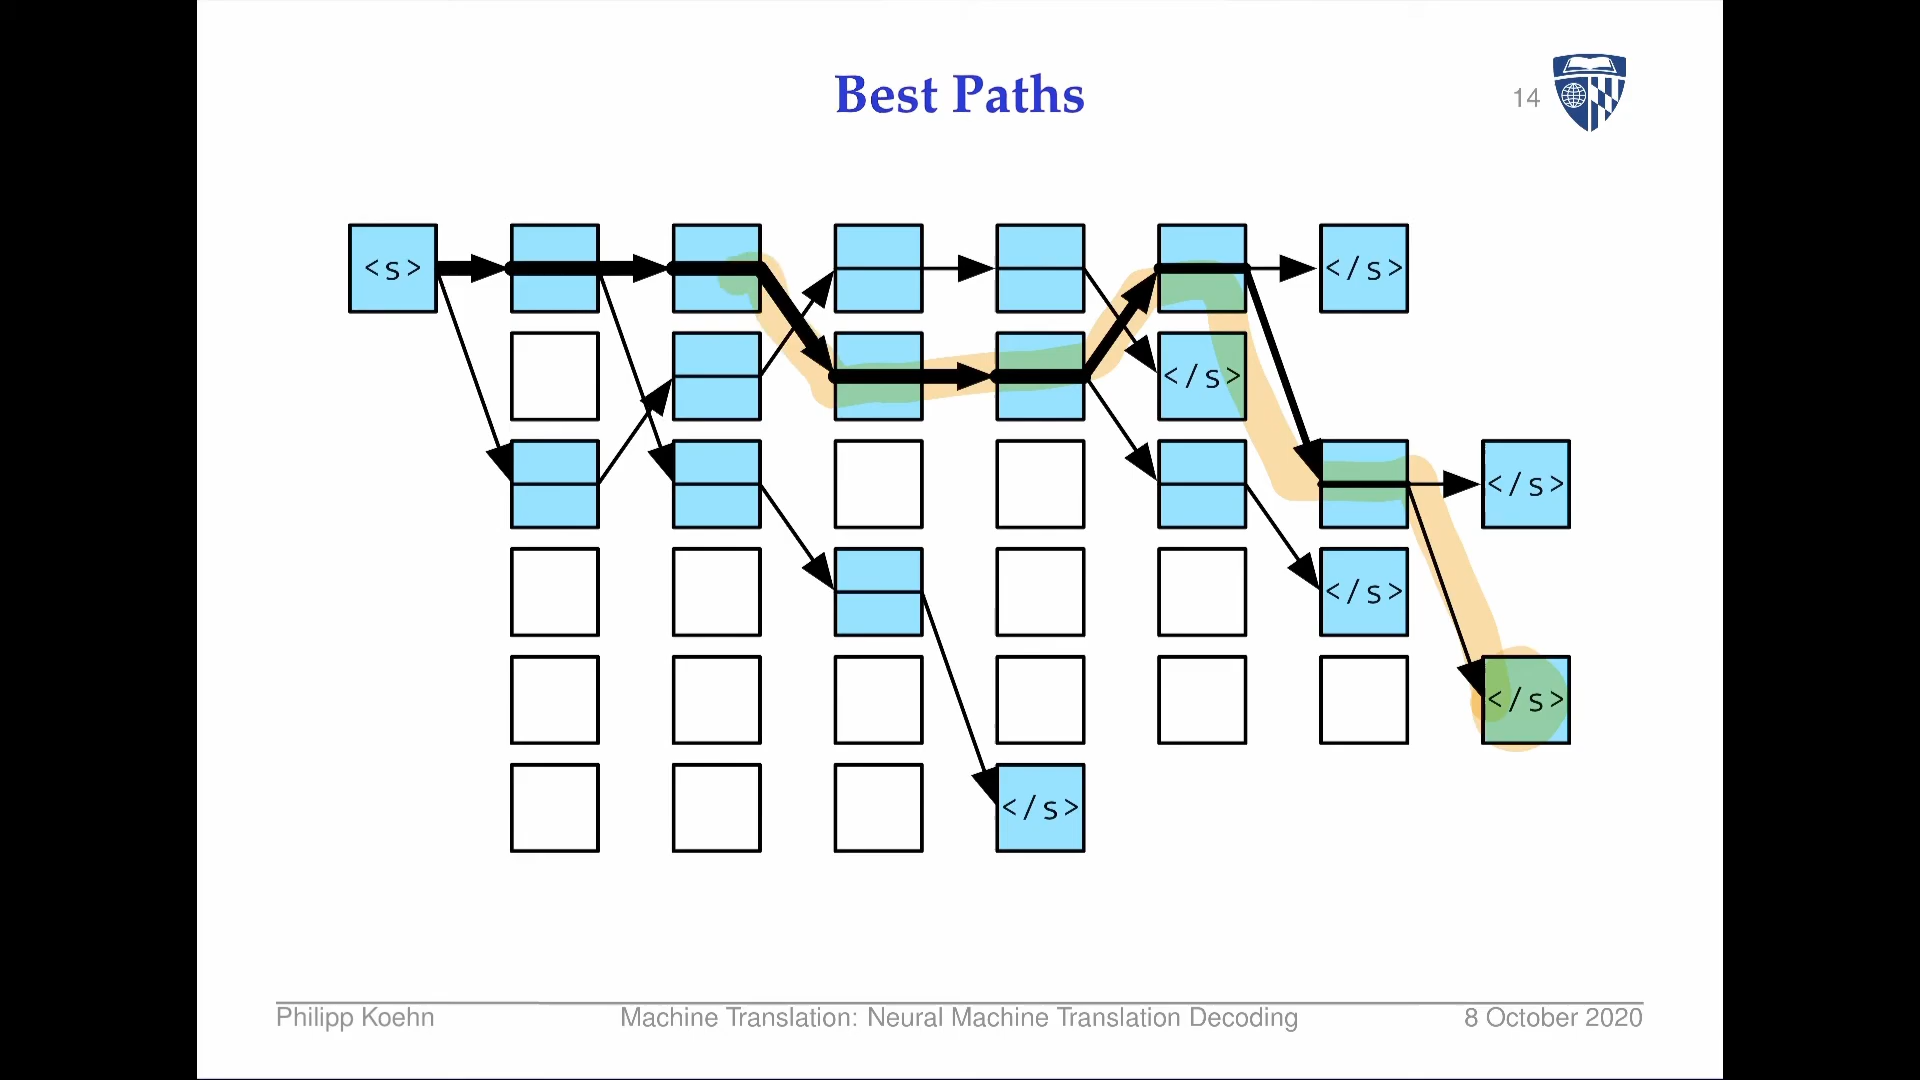 Best Paths
14
<s>
</s>
</s>
</s>
</s>
</s>
</s>
</s>
Philipp Koehn
Machine Translation: Neural Machine Translation Decoding
8 October 2020